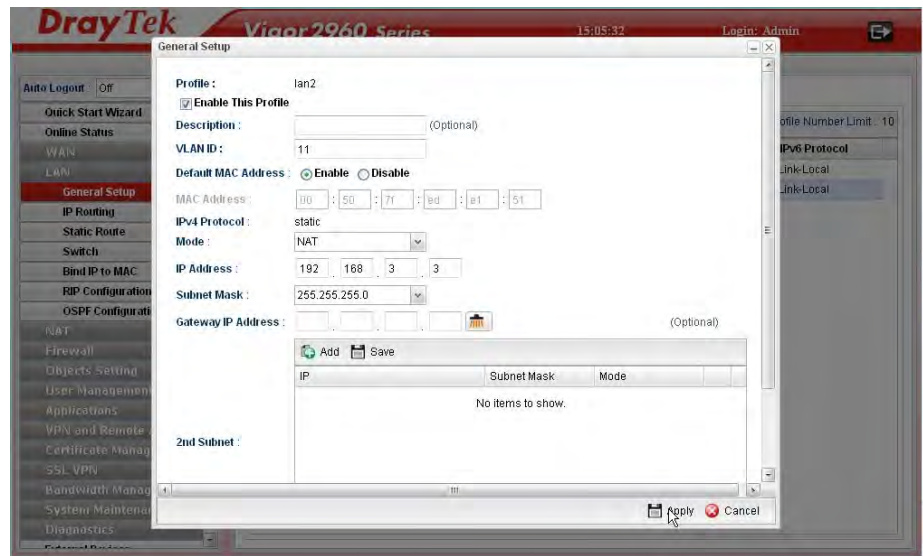 DrayTek Vigor2960 Series 15:05:32 Login: Admin
General Setup
Auto Logout : Off
Quick Start Wizard
Online Status
WAN
LAN
General Setup
IP Routing
Static Route
Switch
Bind IP to MAC
RIP Configuration
OSPF Configurati
NAT
Firewall
Objects Setting
User Management
Applications
VPN and Remote
Certificate Manag
SSL VPN
Bandwidth Manag
System Maintenan
Diagnostics
Profile : lan2
Enable This Profile
Description : (Optional)
VLAN ID : 11
Default MAC Address : Enable Disable
MAC Address : 00 : 50 : 7f : ed : e1 : 51
IPv4 Protocol : static
Mode : NAT
IP Address : 192 . 168 . 3 . 3
Subnet Mask : 255.255.255.0
Gateway IP Address : . . . (Optional)
Add Save
IP Subnet Mask Mode
No items to show.
2nd Subnet :
Apply Cancel
ofile Number Limit : 10
IPv6 Protocol
Link-Local
Link-Local